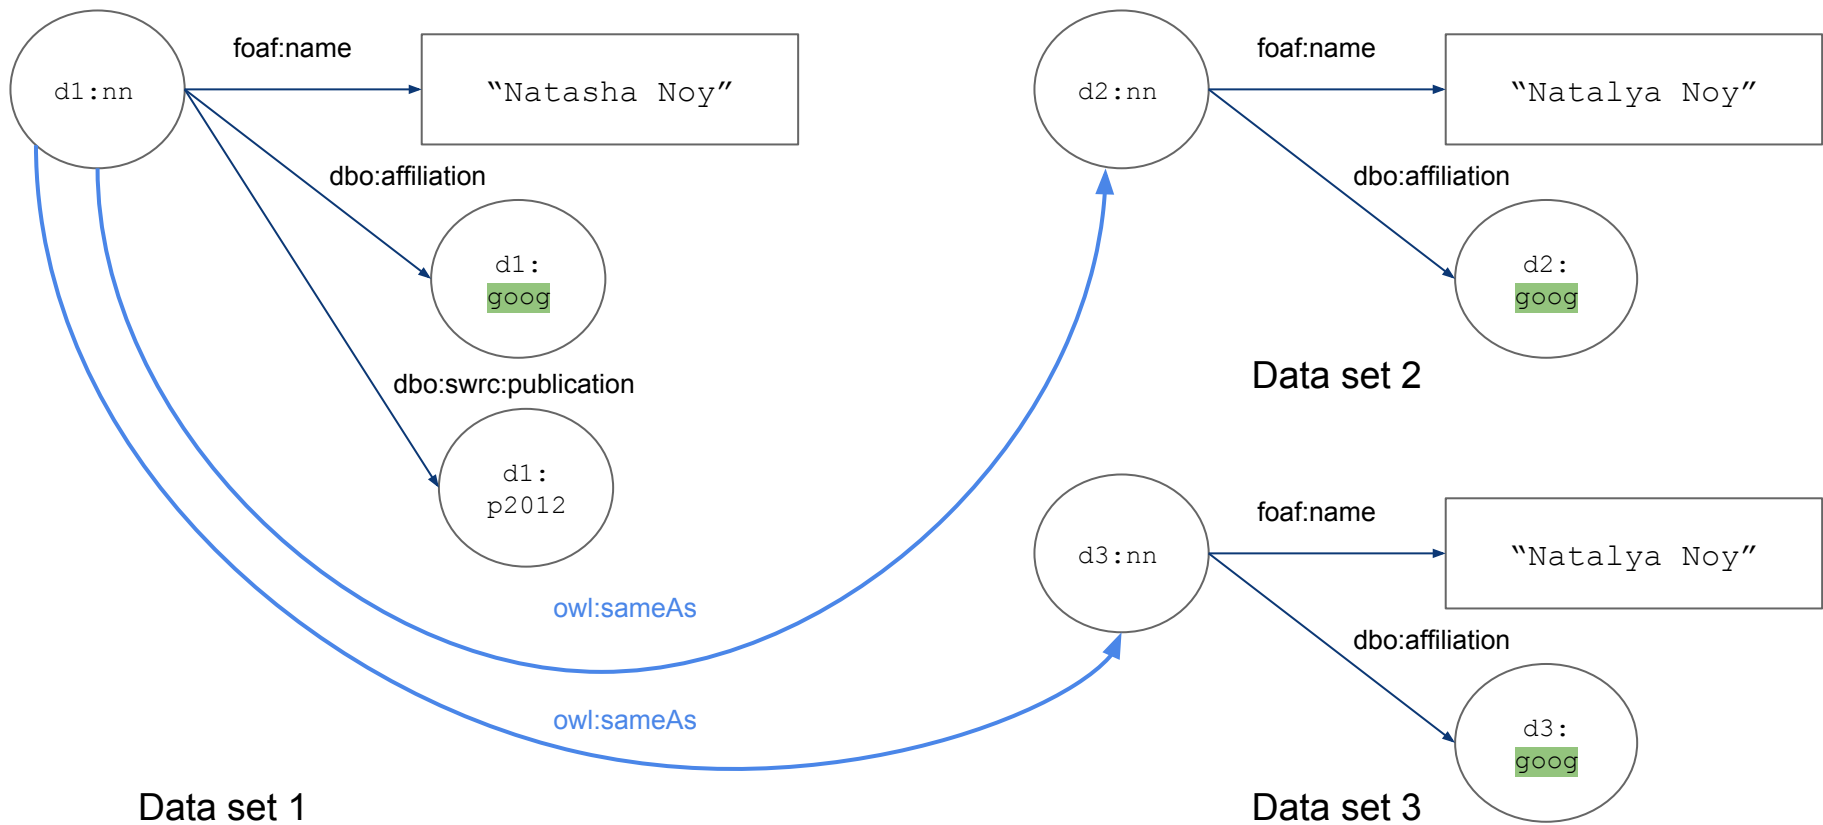 d1:nn
foaf:name
“Natasha Noy”
dbo:affiliation
d1:
goog
dbo:swrc:publication
d1:
p2012
owl:sameAs
owl:sameAs
Data set 1
d2:nn
foaf:name
“Natalya Noy”
dbo:affiliation
d2:
goog
Data set 2
d3:nn
foaf:name
“Natalya Noy”
dbo:affiliation
d3:
goog
Data set 3